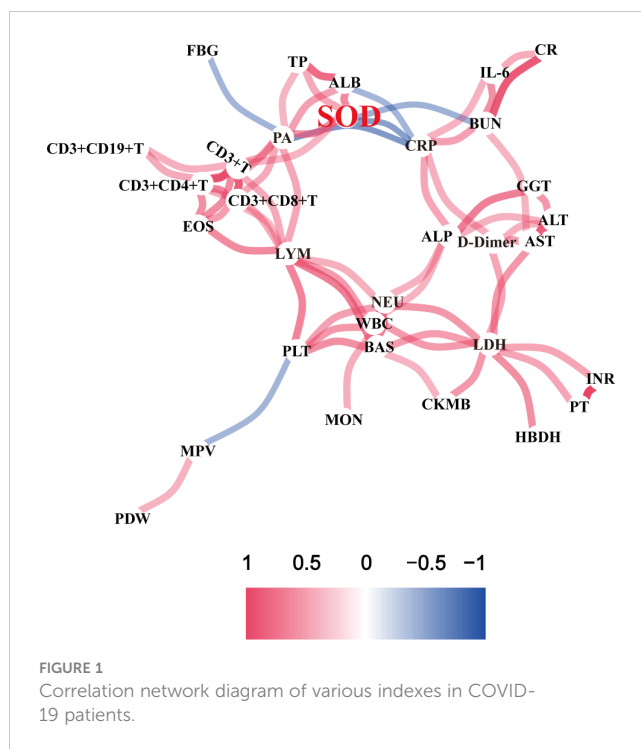 FBG
TP
ALB
IL-6
CR
SOD
BUN
PA
CRP
CD3+CD19+T
CD3+T
CD3+CD4+T
CD3+CD8+T
GGT
EOS
ALT
ALP
D-Dimer
AST
LYM
NEU
WBC
PLT
BAS
LDH
INR
MON
CKMB
PT
HBDH
MPV
PDW
1 0.5 0 −0.5 −1
FIGURE 1
Correlation network diagram of various indexes in COVID-
19 patients.